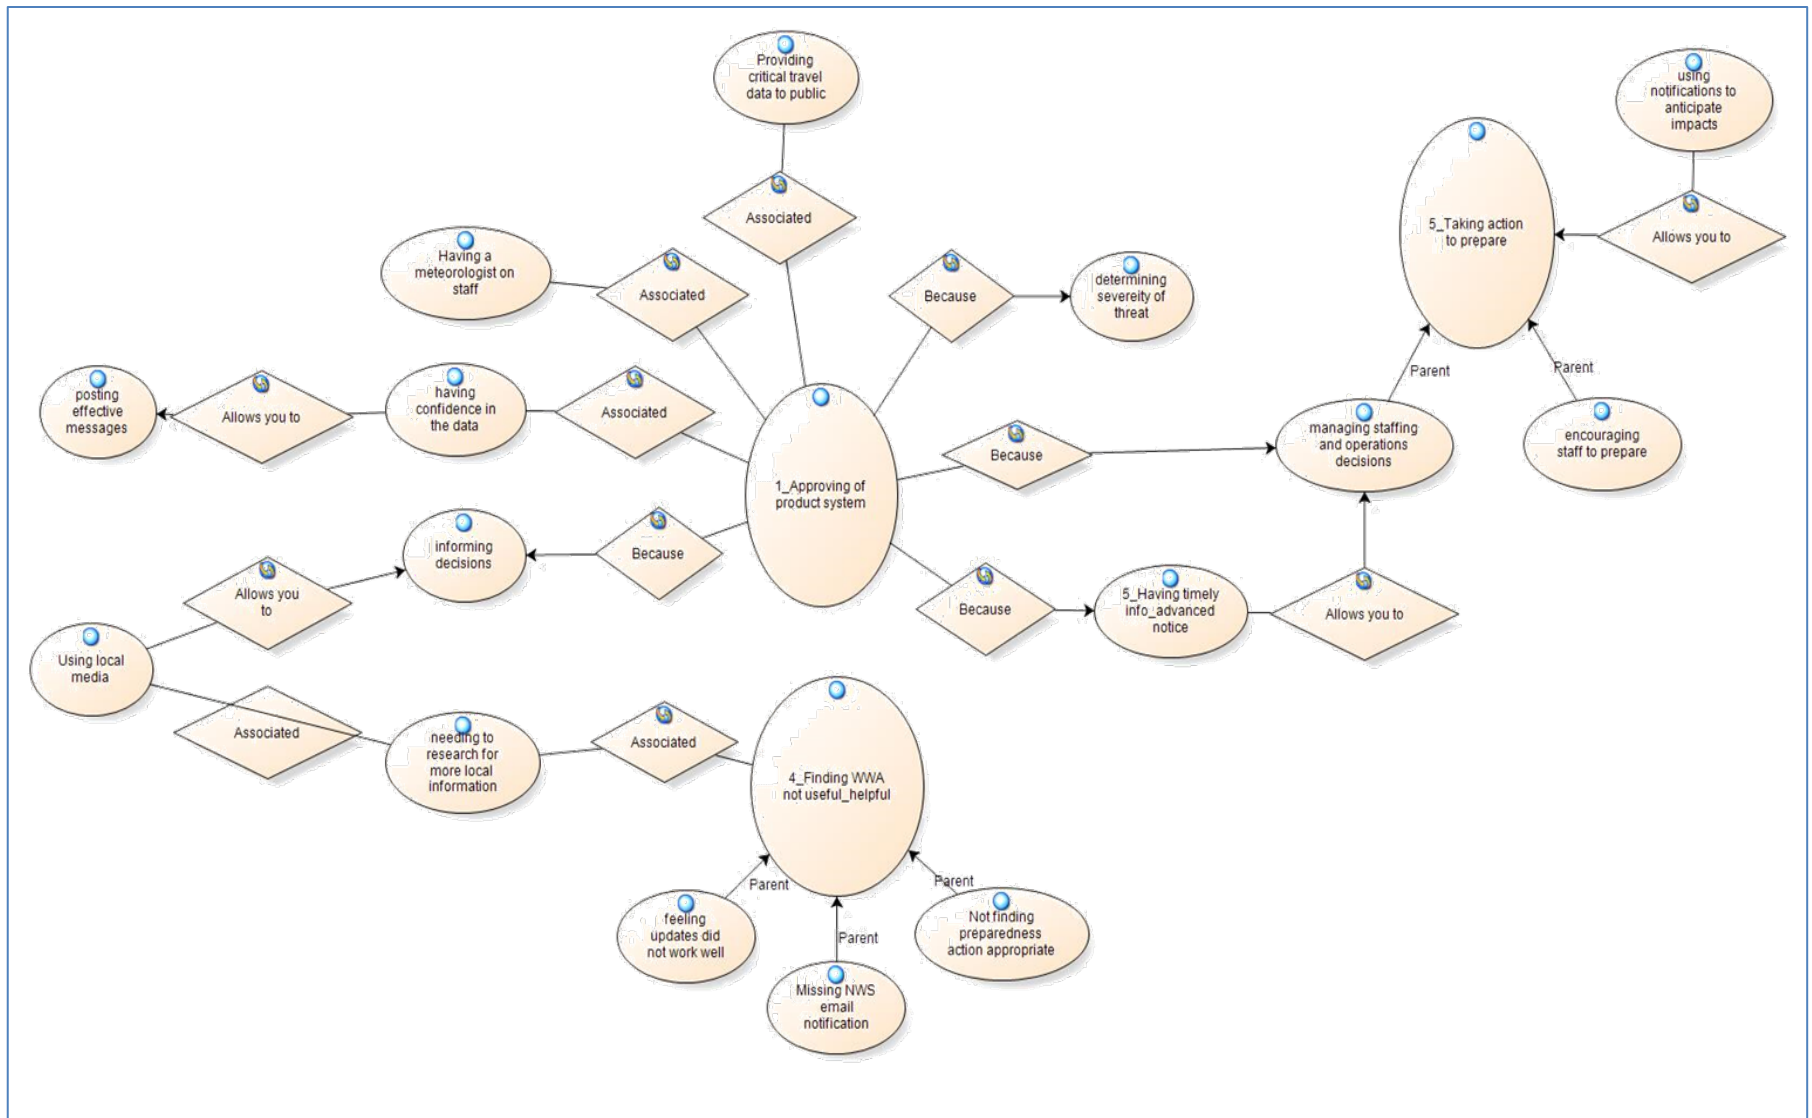 Providing
critical travel
data to public
using
notifications to
anticipate
impacts
Associated
5_Taking action
to prepare
Allows you to
Having a
meteorologist on
staff
Associated
Because
determining
severeity of
threat
Parent
Parent
posting
effective
messages
Allows you to
having
confidence in
the data
Associated
managing staffing
and operations
decisions
encouraging
staff to prepare
Because
1_Approving of
product system
informing
decisions
Because
Because
5_Having timely
info_advanced
notice
Allows you to
Allows you
to
Using local
media
Associated
needing to
research for
more local
information
Associated
4_Finding WWA
not useful_helpful
Parent
Parent
Parent
feeling
updates did
not work well
Missing NWS
email
notification
Not finding
preparedness
action appropriate